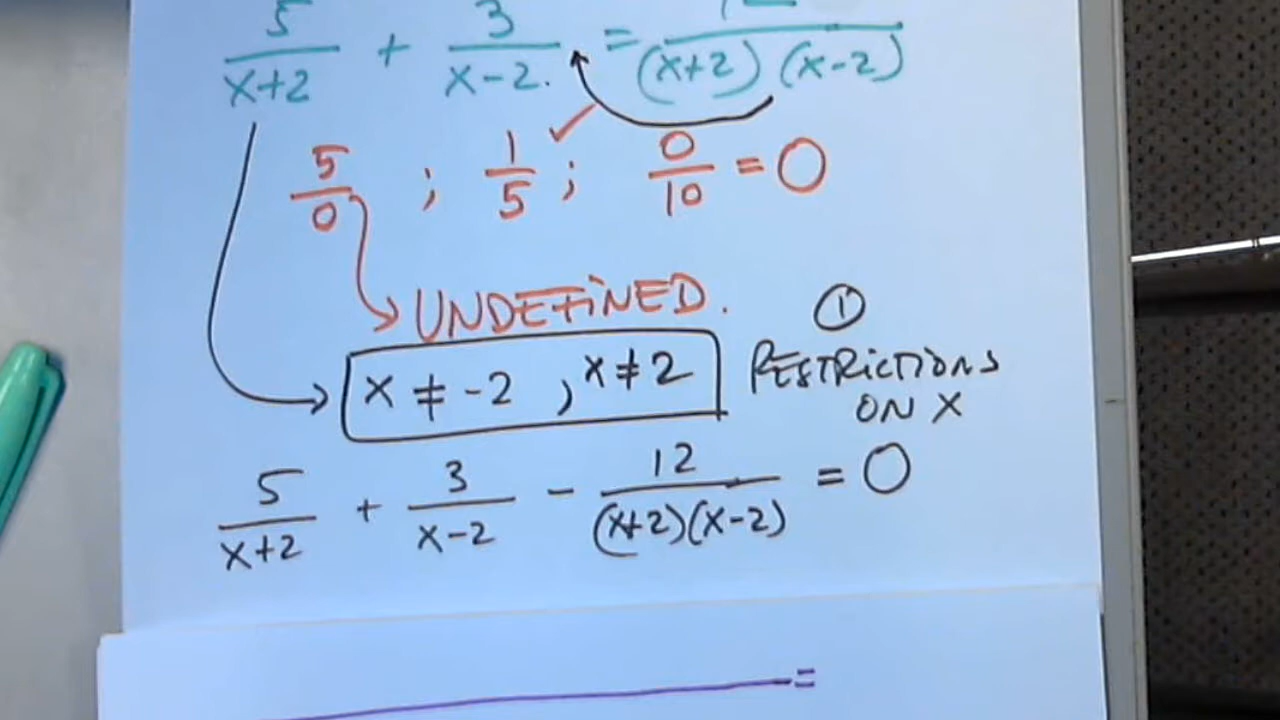 5/(x+2) + 3/(x-2.) = 12/((x+2)(x-2))
5/0 ; 1/5 ✓ ; 0/10 = 0
UNDEFINED.
①
x ≠ -2 , x ≠ 2
RESTRICTIONS
ON X
5/(x+2) + 3/(x-2) - 12/((x+2)(x-2)) = 0
=